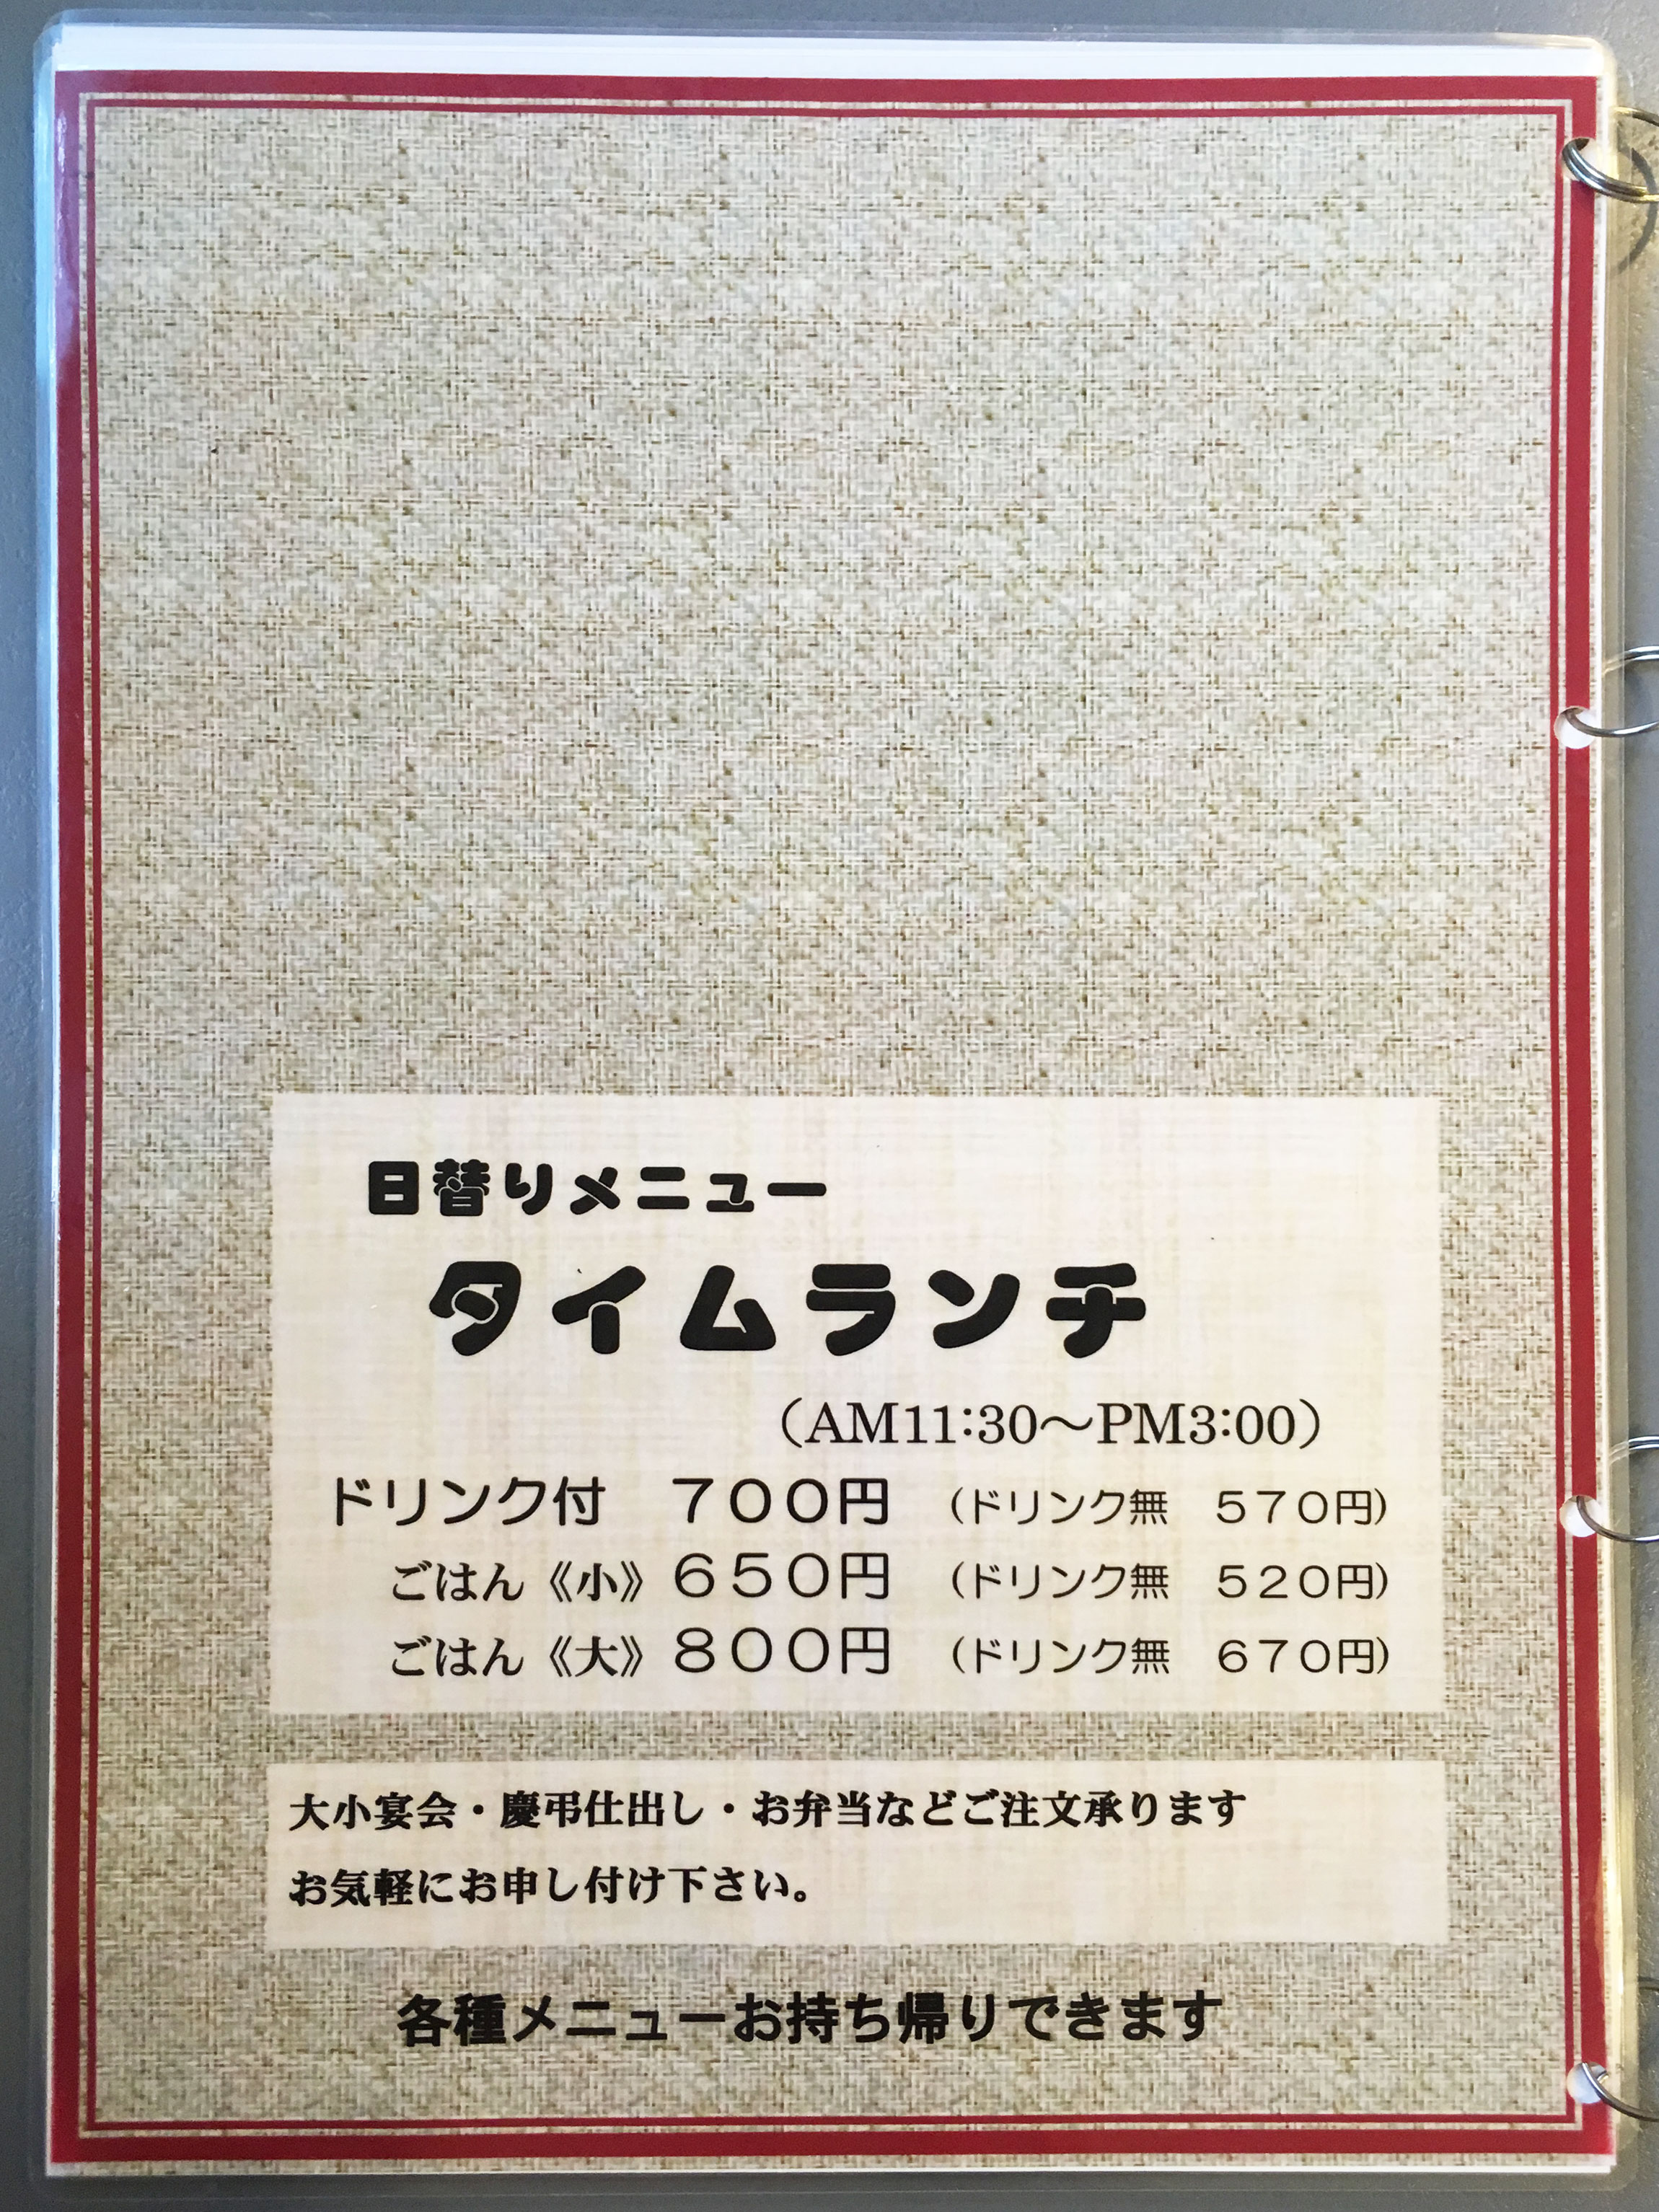 日替りメニュー
タイムランチ
（AM11:30～PM3:00）
ドリンク付　７００円　（ドリンク無　５７０円）
ごはん《小》６５０円　（ドリンク無　５２０円）
ごはん《大》８００円　（ドリンク無　６７０円）
大小宴会・慶弔仕出し・お弁当などご注文承ります
お気軽にお申し付け下さい。
各種メニューお持ち帰りできます